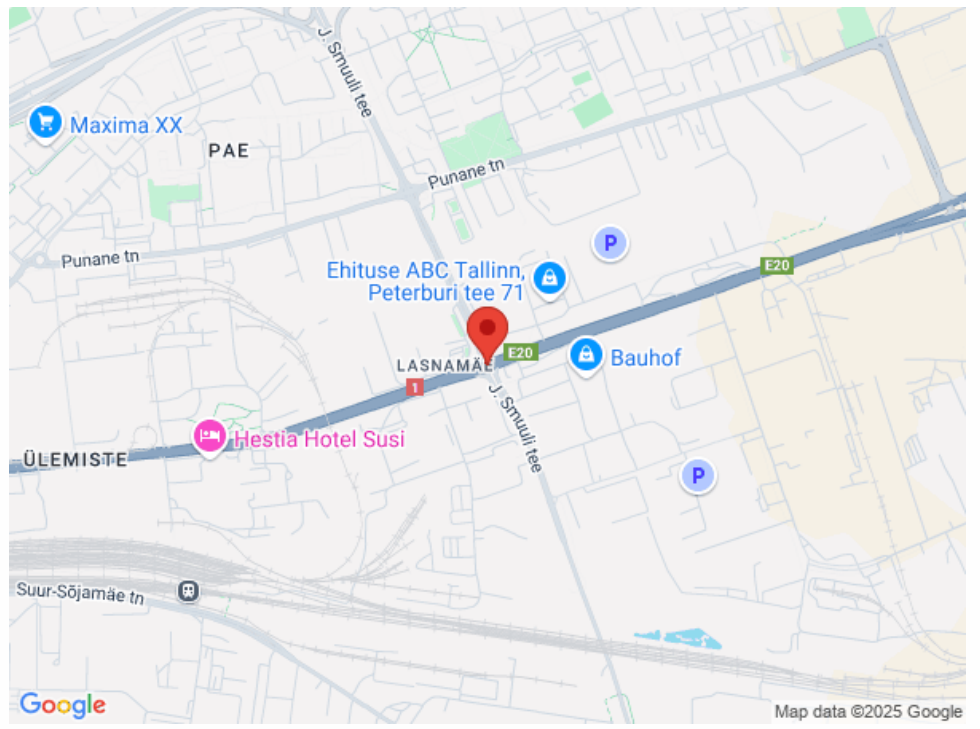 J. Smuuli tee
Maxima XX
PAE
Punane tn
P
Punane tn
E20
Ehituse ABC Tallinn,
Peterburi tee 71
E20
Bauhof
LASNAMÄE
1
J. Smuuli tee
Hestia Hotel Susi
ÜLEMISTE
P
Suur-Sõjamäe tn
Google
Map data ©2025 Google